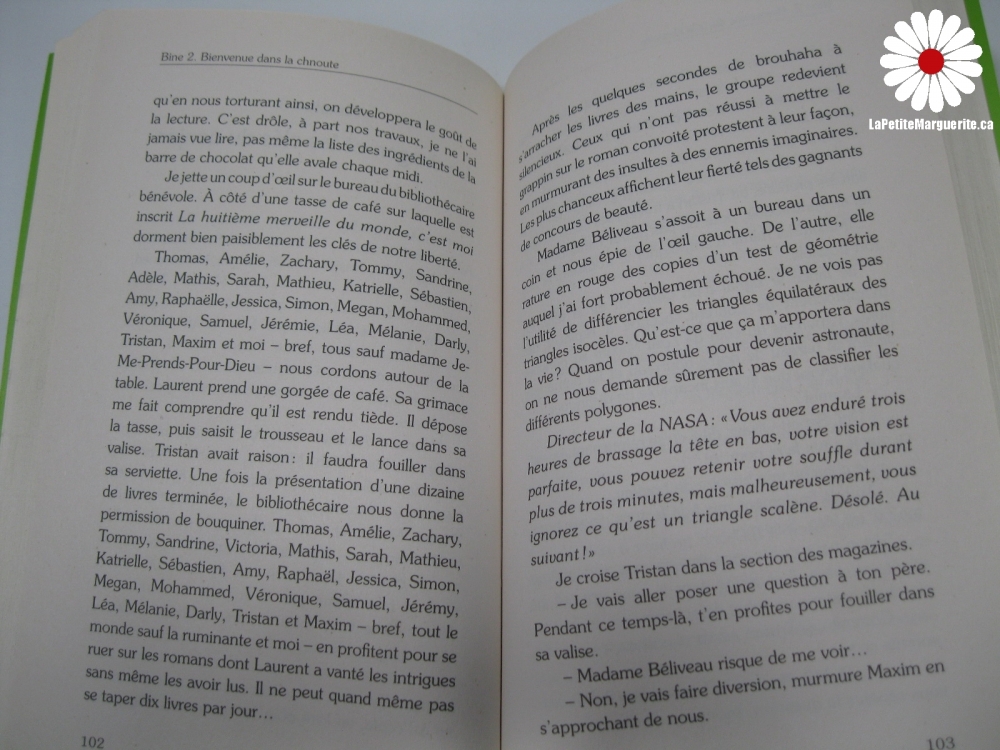 Bine 2. Bienvenue dans la chnoute
qu'en nous torturant ainsi, on développera le goût de
la lecture. C'est drôle, à part nos travaux, je ne l'ai
jamais vue lire, pas même la liste des ingrédients de la
barre de chocolat qu'elle avale chaque midi.
Je jette un coup d'œil sur le bureau du bibliothécaire
bénévole. À côté d'une tasse de café sur laquelle est
inscrit La huitième merveille du monde, c'est moi
dorment bien paisiblement les clés de notre liberté.
Thomas, Amélie, Zachary, Tommy, Sandrine,
Adèle, Mathis, Sarah, Mathieu, Katrielle, Sébastien,
Amy, Raphaëlle, Jessica, Simon, Megan, Mohammed,
Véronique, Samuel, Jérémie, Léa, Mélanie, Darly,
Tristan, Maxim et moi – bref, tous sauf madame Je-
Me-Prends-Pour-Dieu – nous cordons autour de la
table. Laurent prend une gorgée de café. Sa grimace
me fait comprendre qu'il est rendu tiède. Il dépose
la tasse, puis saisit le trousseau et le lance dans sa
valise. Tristan avait raison : il faudra fouiller dans
sa serviette. Une fois la présentation d'une dizaine
de livres terminée, le bibliothécaire nous donne la
permission de bouquiner. Thomas, Amélie, Zachary,
Tommy, Sandrine, Victoria, Mathis, Sarah, Mathieu,
Katrielle, Sébastien, Amy, Raphaël, Jessica, Simon,
Megan, Mohammed, Véronique, Samuel, Jérémy,
Léa, Mélanie, Darly, Tristan et Maxim – bref, tout le
monde sauf la ruminante et moi – en profitent pour se
ruer sur les romans dont Laurent a vanté les intrigues
sans même les avoir lus. Il ne peut quand même pas
se taper dix livres par jour…
102
Après les quelques secondes de brouhaha à
s'arracher les livres des mains, le groupe redevient
silencieux. Ceux qui n'ont pas réussi à mettre le
grappin sur le roman convoité protestent à leur façon,
en murmurant des insultes à des ennemis imaginaires.
Les plus chanceux affichent leur fierté tels des gagnants
de concours de beauté.
Madame Béliveau s'assoit à un bureau dans un
coin et nous épie de l'œil gauche. De l'autre, elle
rature en rouge des copies d'un test de géométrie
auquel j'ai fort probablement échoué. Je ne vois pas
l'utilité de différencier les triangles équilatéraux des
triangles isocèles. Qu'est-ce que ça m'apportera dans
la vie ? Quand on postule pour devenir astronaute,
on ne nous demande sûrement pas de classifier les
différents polygones.
Directeur de la NASA : « Vous avez enduré trois
heures de brassage la tête en bas, votre vision est
parfaite, vous pouvez retenir votre souffle durant
plus de trois minutes, mais malheureusement, vous
ignorez ce qu'est un triangle scalène. Désolé. Au
suivant ! »
Je croise Tristan dans la section des magazines.
– Je vais aller poser une question à ton père.
Pendant ce temps-là, t'en profites pour fouiller dans
sa valise.
– Madame Béliveau risque de me voir…
– Non, je vais faire diversion, murmure Maxim en
s'approchant de nous.
103
LaPetiteMarguerite.ca